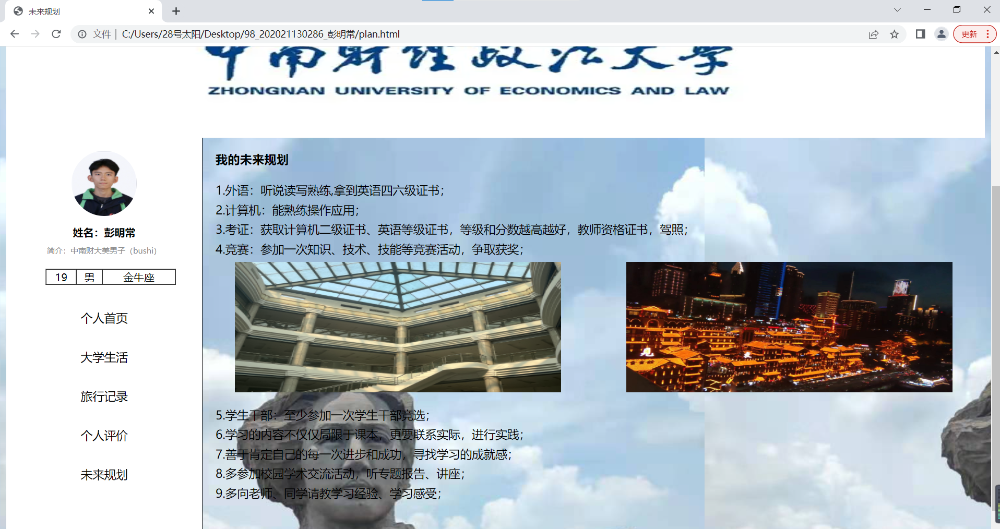 未来规划
文件 | C:/Users/28号太阳/Desktop/98_202021130286_彭明常/plan.html
更新
中南财经政法大学
ZHONGNAN UNIVERSITY OF ECONOMICS AND LAW
姓名：彭明常
简介：中南财大美男子（bushi）
19 男 金牛座
个人首页
大学生活
旅行记录
个人评价
未来规划
我的未来规划
1.外语：听说读写熟练,拿到英语四六级证书；
2.计算机：能熟练操作应用；
3.考证：获取计算机二级证书、英语等级证书，等级和分数越高越好，教师资格证书，驾照；
4.竞赛：参加一次知识、技术、技能等竞赛活动，争取获奖；
5.学生干部：至少参加一次学生干部竞选；
6.学习的内容不仅仅局限于课本，更要联系实际，进行实践；
7.善于肯定自己的每一次进步和成功，寻找学习的成就感；
8.多参加校园学术交流活动，听专题报告、讲座；
9.多向老师、同学请教学习经验、学习感受；